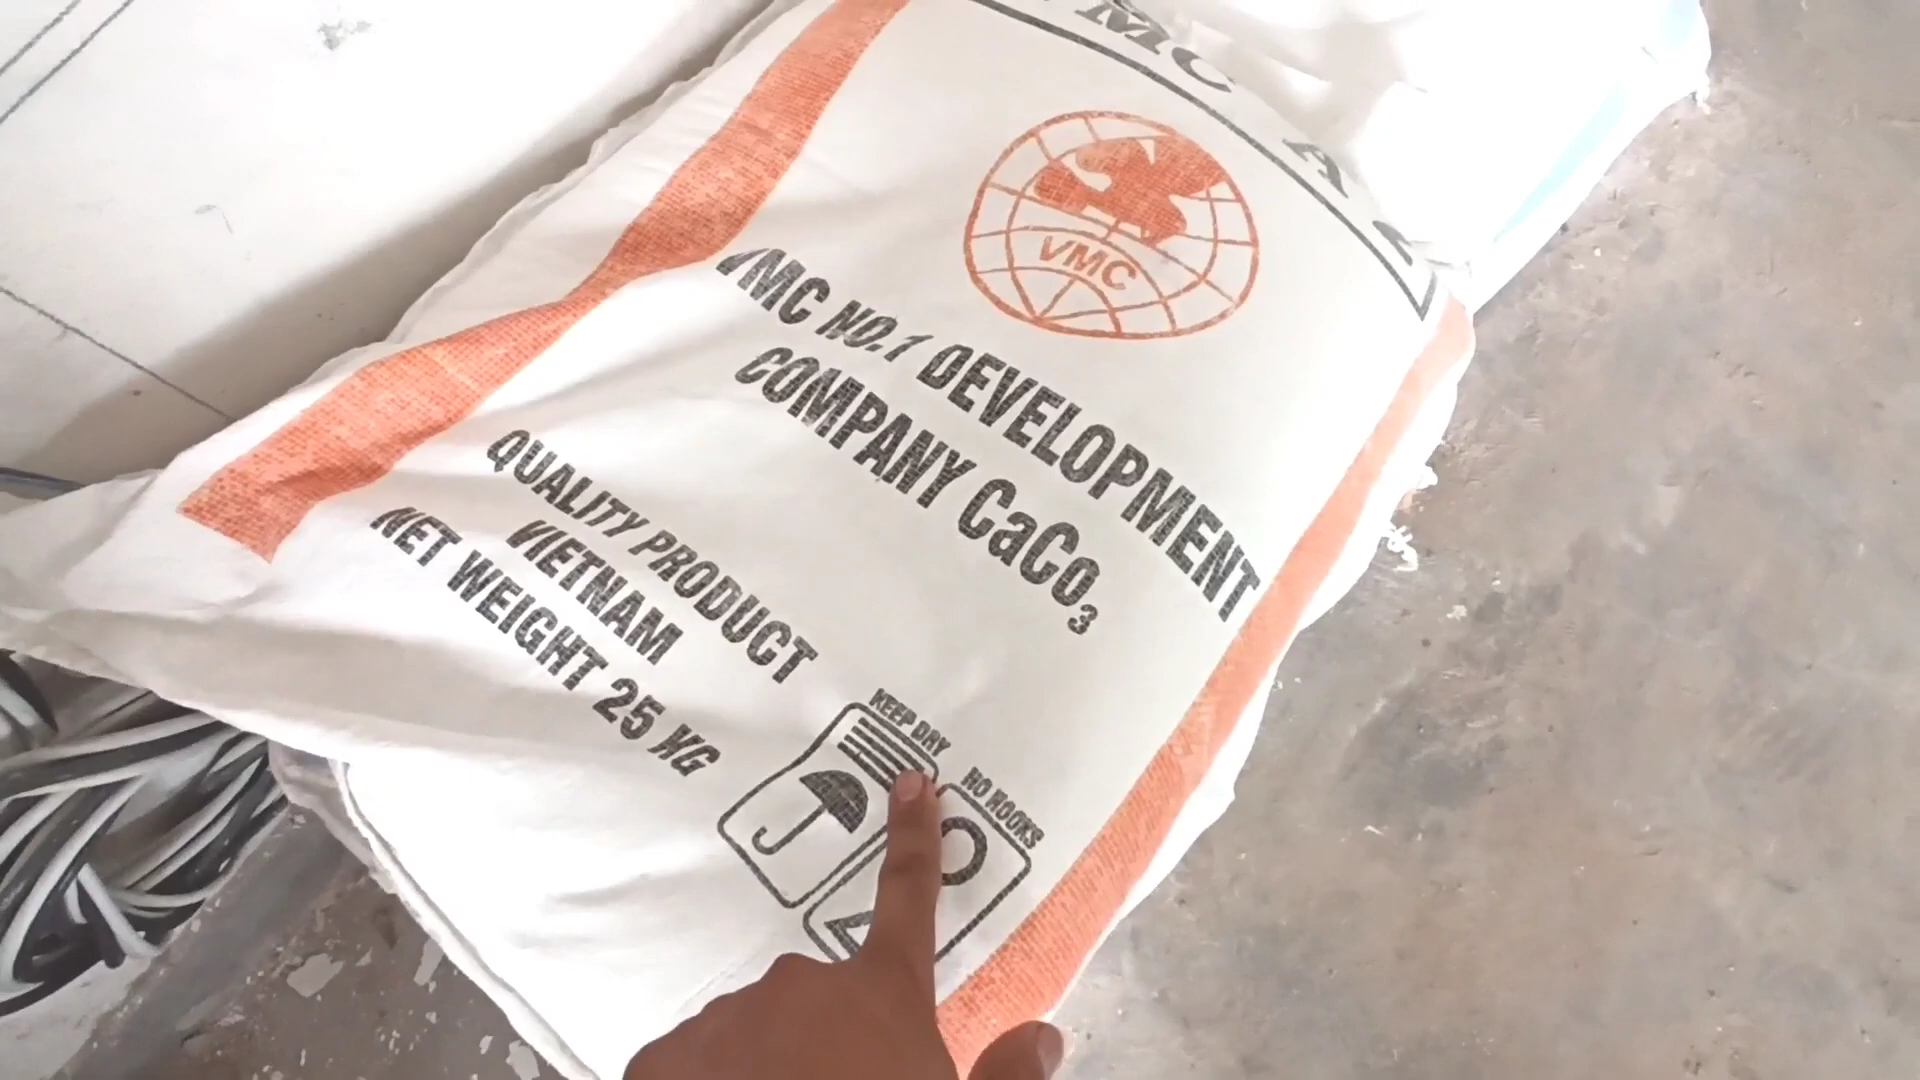 VMC
VMC NO.1 DEVELOPMENT
COMPANY CaCo₃
QUALITY PRODUCT
VIETNAM
NET WEIGHT 25 KG
KEEP DRY
NO HOOKS